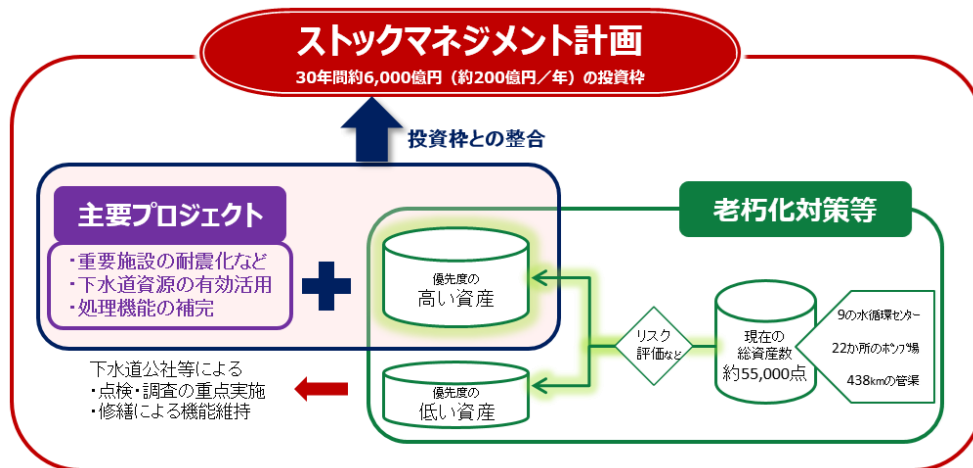 ストックマネジメント計画
30年間約6,000億円（約200億円／年）の投資枠
投資枠との整合
主要プロジェクト
・重要施設の耐震化など
・下水道資源の有効活用
・処理機能の補完
老朽化対策等
優先度の
高い資産
リスク
評価など
現在の
総資産数
約55,000点
9の水循環センター
22か所のポンプ場
438kmの管渠
下水道公社等による
・点検・調査の重点実施
・修繕による機能維持
優先度の
低い資産